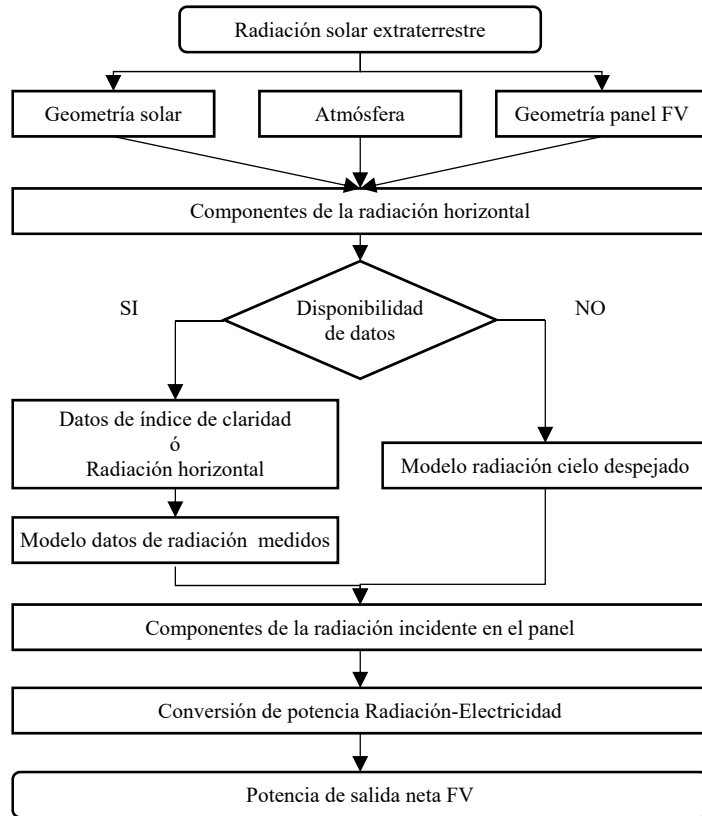 Radiación solar extraterrestre
Geometría solar
Atmósfera
Geometría panel FV
Componentes de la radiación horizontal
SI
Disponibilidad
de datos
NO
Datos de índice de claridad
ó
Radiación horizontal
Modelo radiación cielo despejado
Modelo datos de radiación medidos
Componentes de la radiación incidente en el panel
Conversión de potencia Radiación-Electricidad
Potencia de salida neta FV